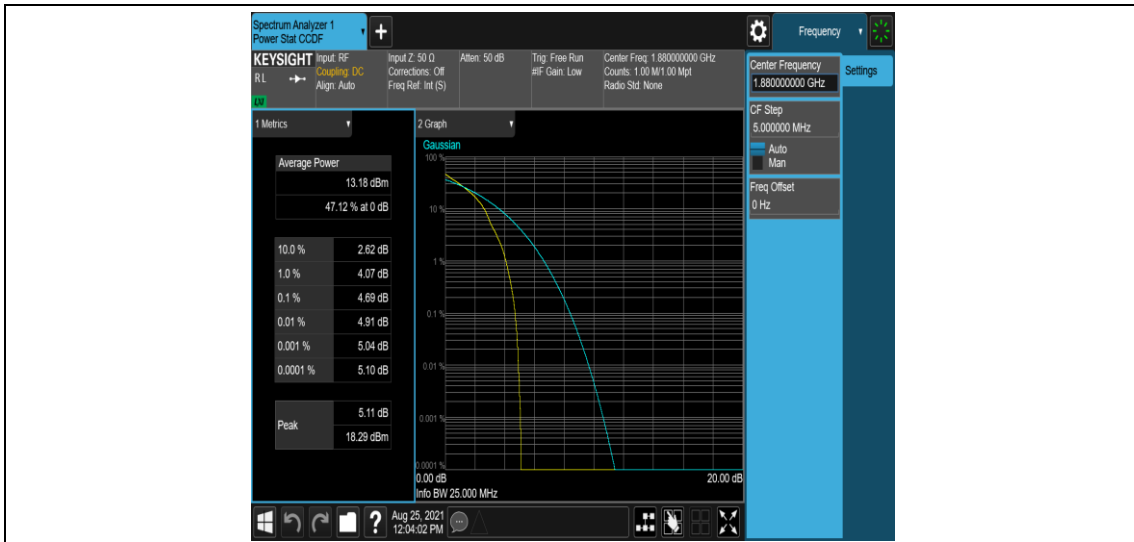 Spectrum Analyzer 1
Power Stat CCDF
+
Frequency
KEYSIGHT
RL
LXI
Input: RF
Coupling: DC
Align: Auto
Input Z: 50 Ω
Corrections: Off
Freq Ref: Int (S)
Atten: 50 dB
Trig: Free Run
#IF Gain: Low
Center Freq: 1.880000000 GHz
Counts: 1.00 M/1.00 Mpt
Radio Std: None
Center Frequency
1.880000000 GHz
Settings
CF Step
5.000000 MHz
Auto
Man
Freq Offset
0 Hz
1 Metrics
Average Power
13.18 dBm
47.12 % at 0 dB
10.0 % 2.62 dB
1.0 % 4.07 dB
0.1 % 4.69 dB
0.01 % 4.91 dB
0.001 % 5.04 dB
0.0001 % 5.10 dB
Peak
5.11 dB
18.29 dBm
2 Graph
Gaussian
100 %
10 %
1 %
0.1 %
0.01 %
0.001 %
0.0001 %
0.00 dB 20.00 dB
Info BW 25.000 MHz
?
Aug 25, 2021
12:04:02 PM